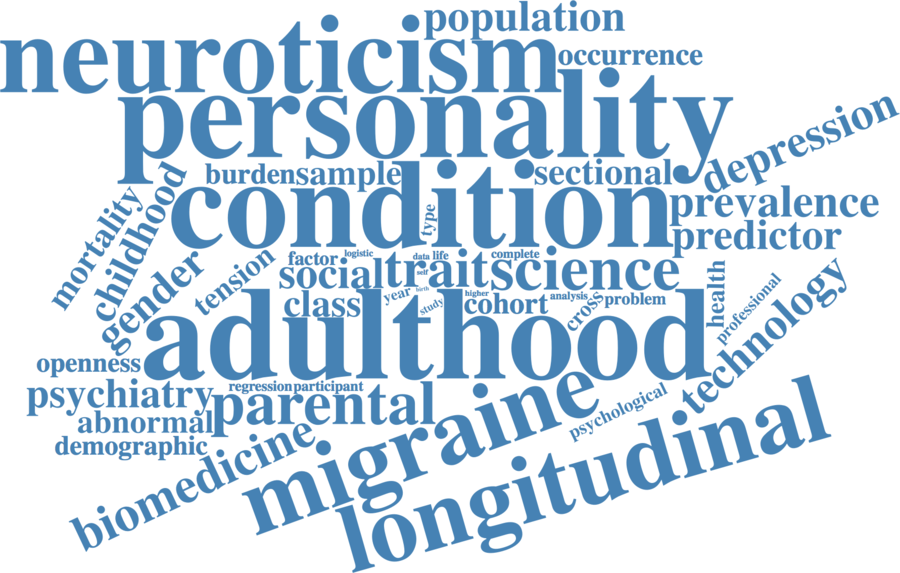 population
neuroticism
occurrence
personality
depression
burden
sample
sectional
condition
type
prevalence
mortality
childhood
predictor
gender
tension
factor
logistic
data
life
complete
social
trait
self
science
health
birth
class
year
study
higher
cohort
analysis
cross
problem
professional
adulthood
technology
openness
psychiatry
regression
participant
parental
abnormal
demographic
psychological
migraine
biomedicine
longitudinal